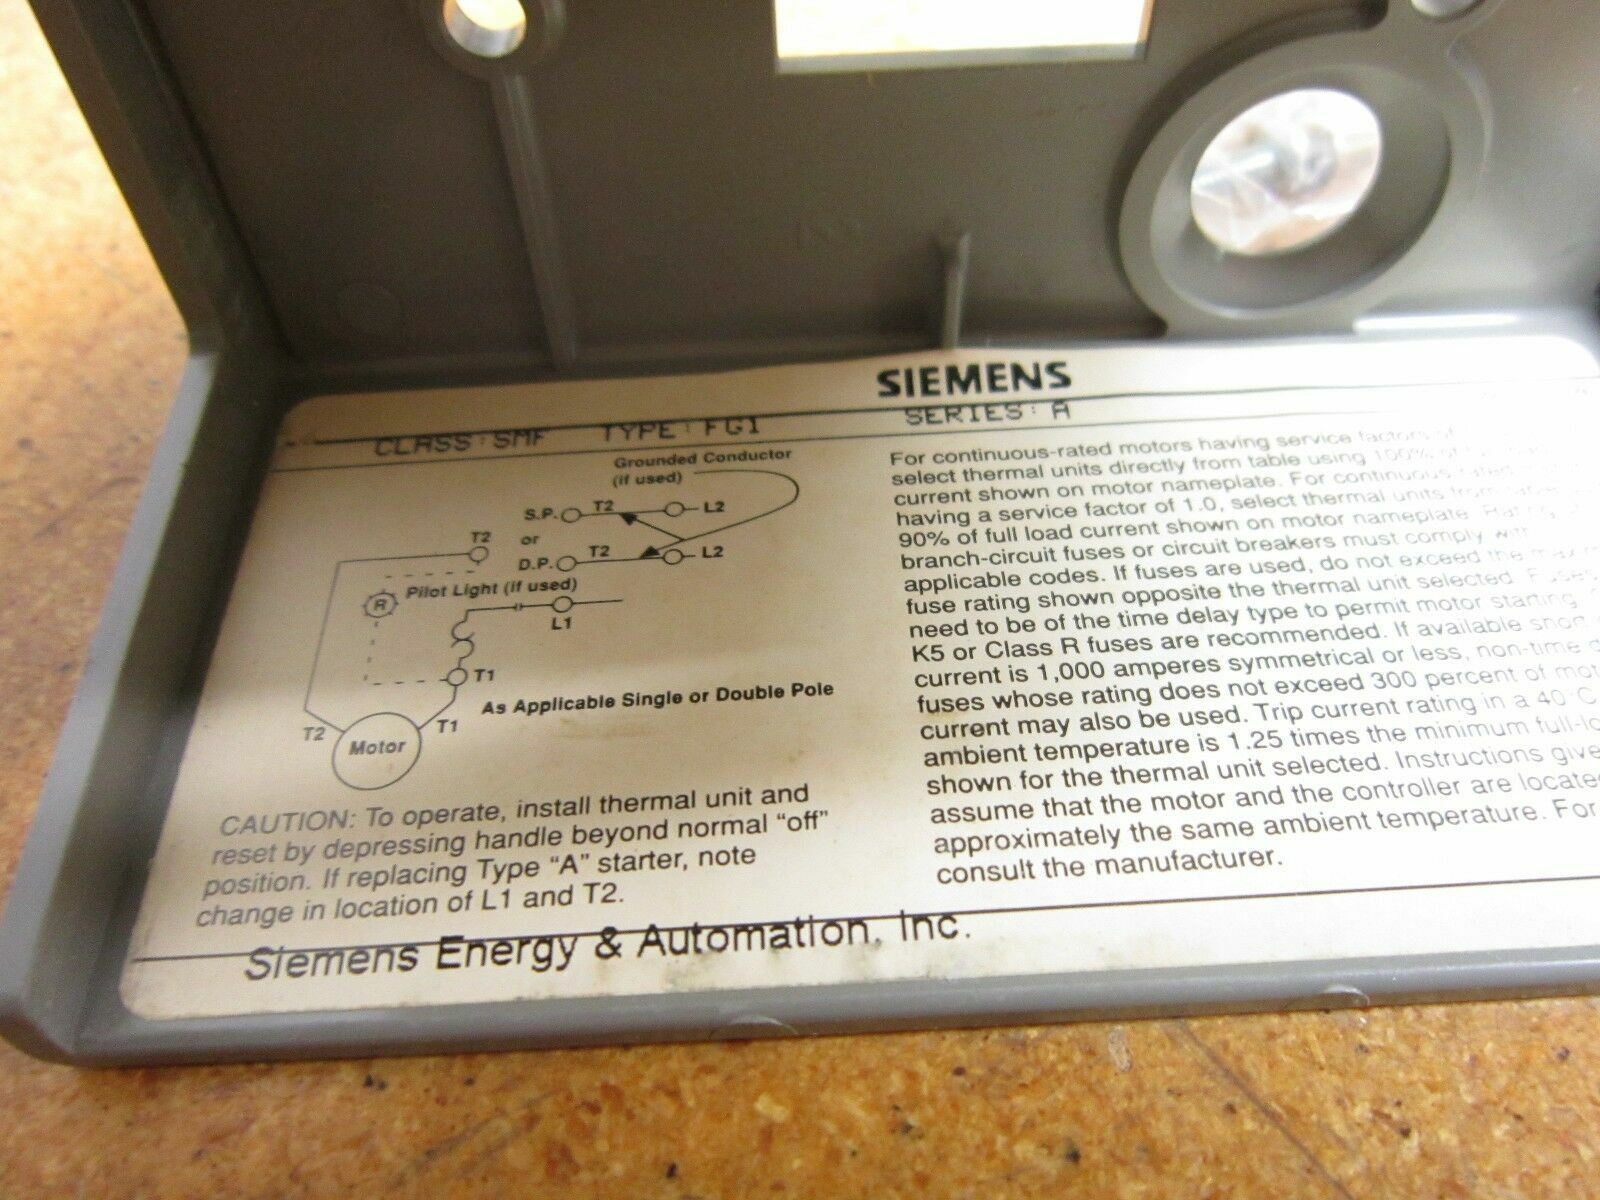 SIEMENS
CLASS: SMF TYPE: FG1 SERIES: A
Grounded Conductor
(if used)
S.P. T2 L2
T2 or
D.P. T2 L2
Pilot Light (if used)
R
L1
T1
As Applicable Single or Double Pole
T2 T1
Motor
CAUTION: To operate, install thermal unit and
reset by depressing handle beyond normal "off"
position. If replacing Type "A" starter, note
change in location of L1 and T2.
For continuous-rated motors having service factors of
select thermal units directly from table using 100% of
current shown on motor nameplate. For continuous rated
having a service factor of 1.0, select thermal units from table
90% of full load current shown on motor nameplate. Rating of
branch-circuit fuses or circuit breakers must comply with
applicable codes. If fuses are used, do not exceed the
fuse rating shown opposite the thermal unit selected. Fuses
need to be of the time delay type to permit motor starting.
K5 or Class R fuses are recommended. If available short
current is 1,000 amperes symmetrical or less, non-time
fuses whose rating does not exceed 300 percent of
current may also be used. Trip current rating in a 40°C
ambient temperature is 1.25 times the minimum
shown for the thermal unit selected. Instructions
assume that the motor and the controller are
approximately the same ambient temperature. For
consult the manufacturer.
Siemens Energy & Automation, Inc.